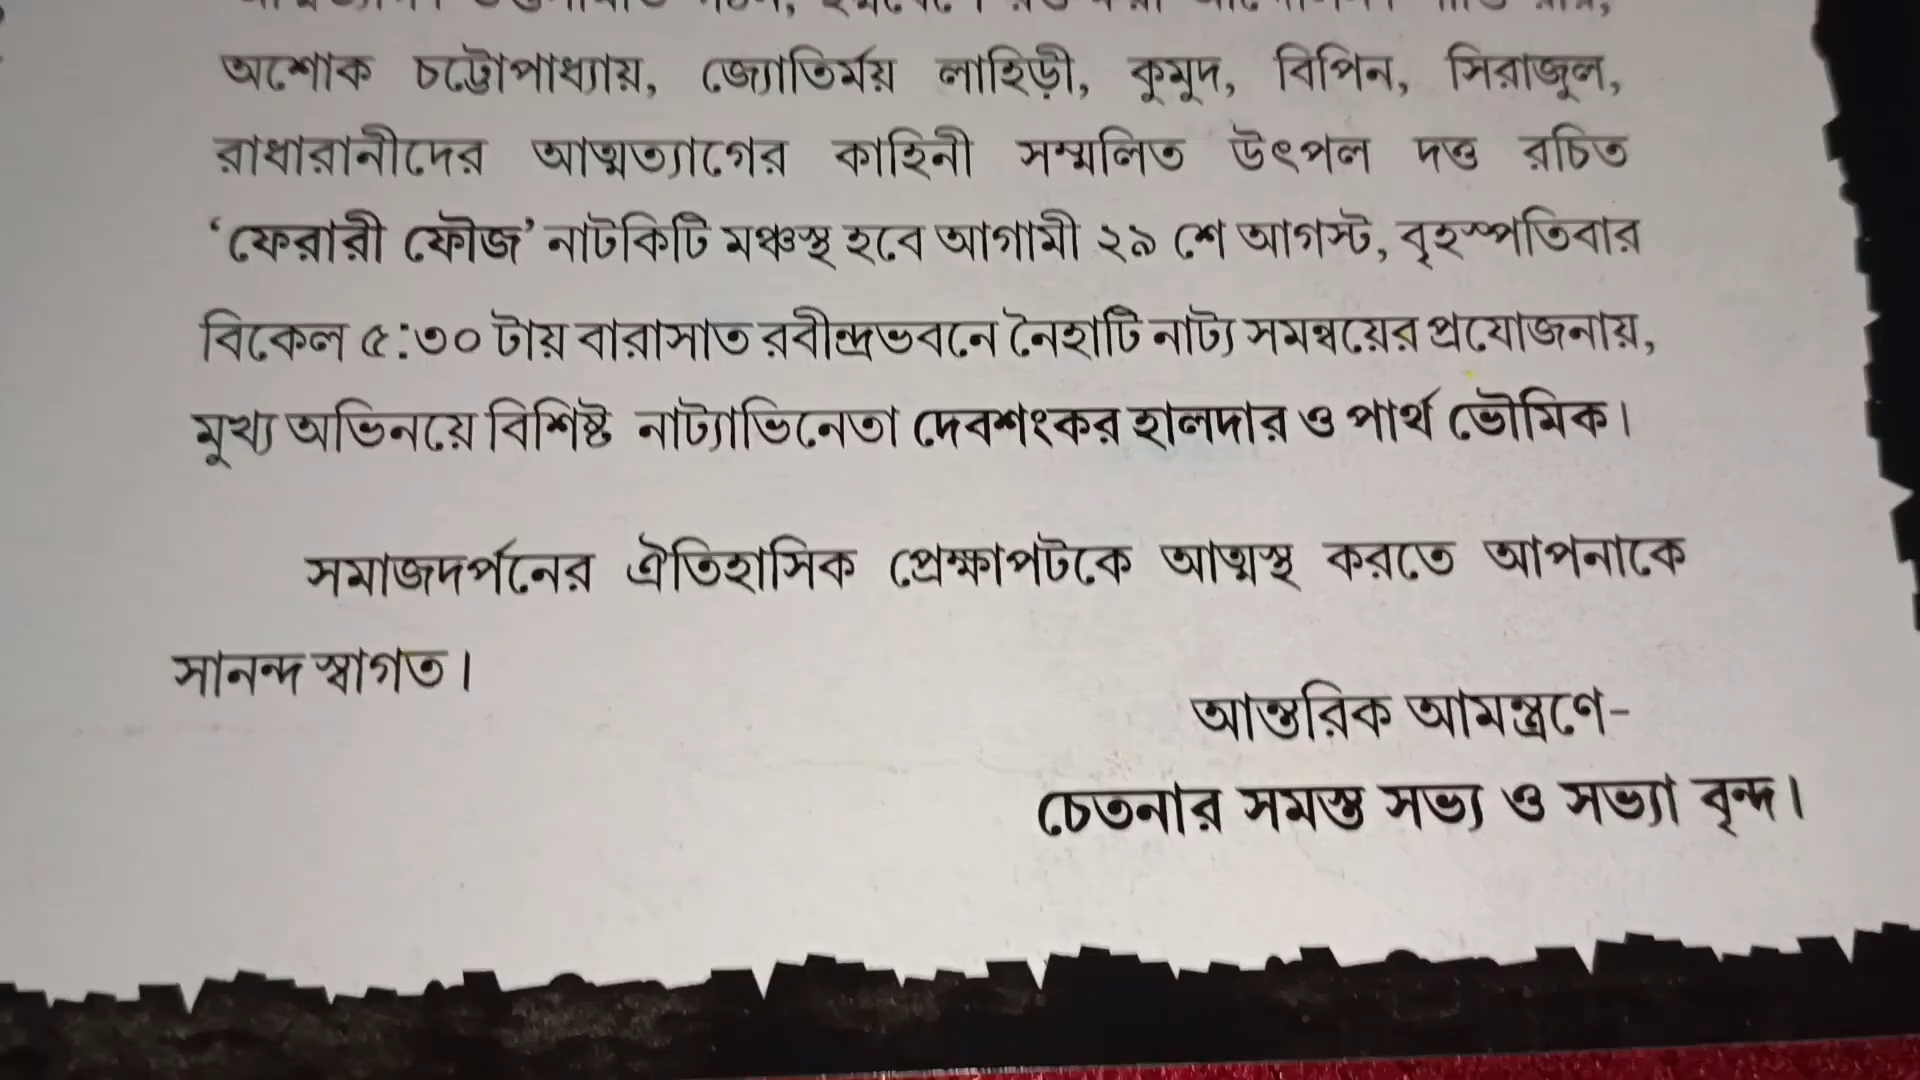 অশোক চট্টোপাধ্যায়, জ্যোতির্ময় লাহিড়ী, কুমুদ, বিপিন, সিরাজুল,
রাধারানীদের আত্মত্যাগের কাহিনী সম্মলিত উৎপল দত্ত রচিত
‘ফেরারী ফৌজ’ নাটকিটি মঞ্চস্থ হবে আগামী ২৯ শে আগস্ট, বৃহস্পতিবার
বিকেল ৫:৩০ টায় বারাসাত রবীন্দ্রভবনে নৈহাটি নাট্য সমন্বয়ের প্রযোজনায়,
মুখ্য অভিনয়ে বিশিষ্ট নাট্যাভিনেতা দেবশংকর হালদার ও পার্থ ভৌমিক।
সমাজদর্পনের ঐতিহাসিক প্রেক্ষাপটকে আত্মস্থ করতে আপনাকে
সানন্দ স্বাগত।
আন্তরিক আমন্ত্রণে-
চেতনার সমস্ত সভ্য ও সভ্যা বৃন্দ।